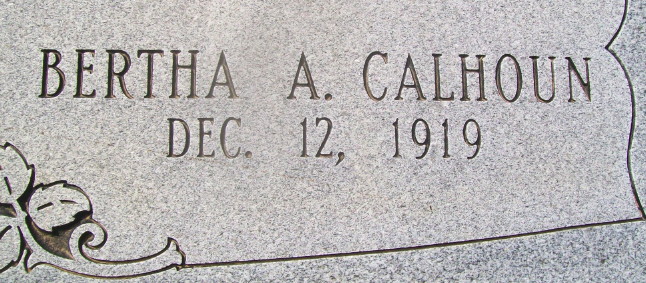 BERTHA A. CALHOUN
DEC. 12, 1919